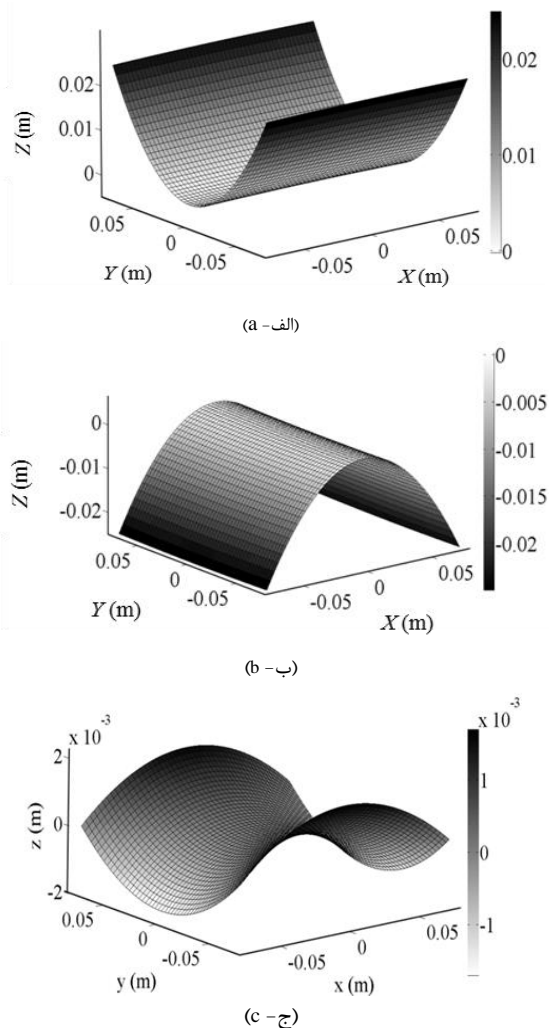 0.02
0.01
0
Z (m)
0.05
0
-0.05
Y (m)
-0.05
0
0.05
X (m)
0.02
0.01
0
(الف - a)
0
-0.01
-0.02
Z (m)
0.05
0
-0.05
Y (m)
-0.05
0
0.05
X (m)
0
-0.005
-0.01
-0.015
-0.02
(ب - b)
x 10⁻³
2
0
-2
z (m)
0.05
0
-0.05
y (m)
-0.05
0
0.05
x (m)
x 10⁻³
1
0
-1
(ج - c)